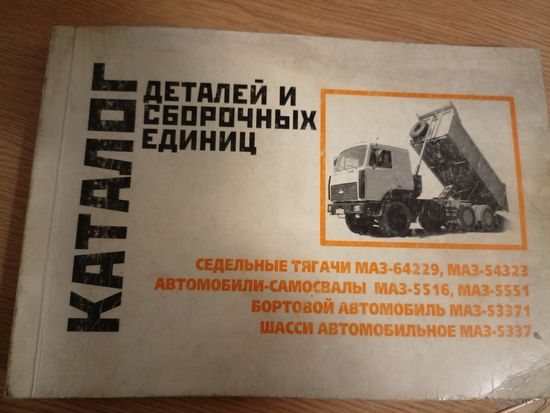 КАТАЛОГ
ДЕТАЛЕЙ И
СБОРОЧНЫХ
ЕДИНИЦ
СЕДЕЛЬНЫЕ ТЯГАЧИ МАЗ-64229, МАЗ-54323
АВТОМОБИЛИ-САМОСВАЛЫ МАЗ-5516, МАЗ-5551
БОРТОВОЙ АВТОМОБИЛЬ МАЗ-53371
ШАССИ АВТОМОБИЛЬНОЕ МАЗ-5337